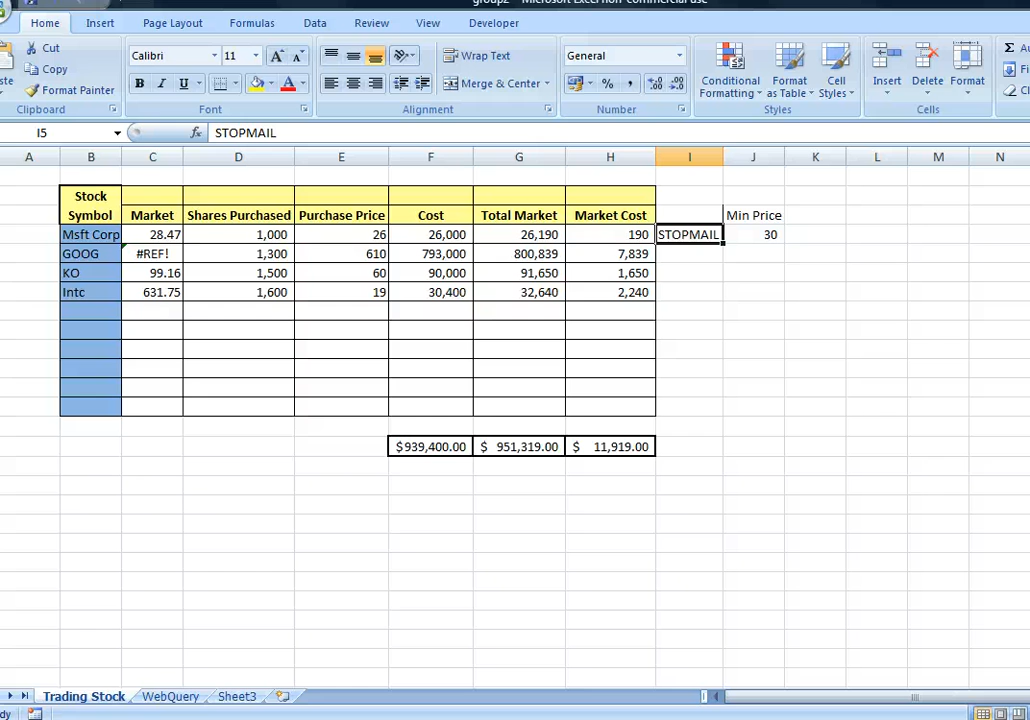 group2 - Microsoft Excel non-commercial use
Home Insert Page Layout Formulas Data Review View Developer
Cut
Copy
Format Painter
Clipboard
Calibri 11 A A
B I U A
Font
Wrap Text
Merge & Center
Alignment
General
$ % ,
Number
Conditional Formatting
Format as Table
Cell Styles
Styles
Insert Delete Format
Cells
I5 fx STOPMAIL
A B C D E F G H I J K L M N
Stock
Symbol Market Shares Purchased Purchase Price Cost Total Market Market Cost Min Price
Msft Corp 28.47 1,000 26 26,000 26,190 190 STOPMAIL 30
GOOG #REF! 1,300 610 793,000 800,839 7,839
KO 99.16 1,500 60 90,000 91,650 1,650
Intc 631.75 1,600 19 30,400 32,640 2,240
$939,400.00 $ 951,319.00 $ 11,919.00
Trading Stock WebQuery Sheet3